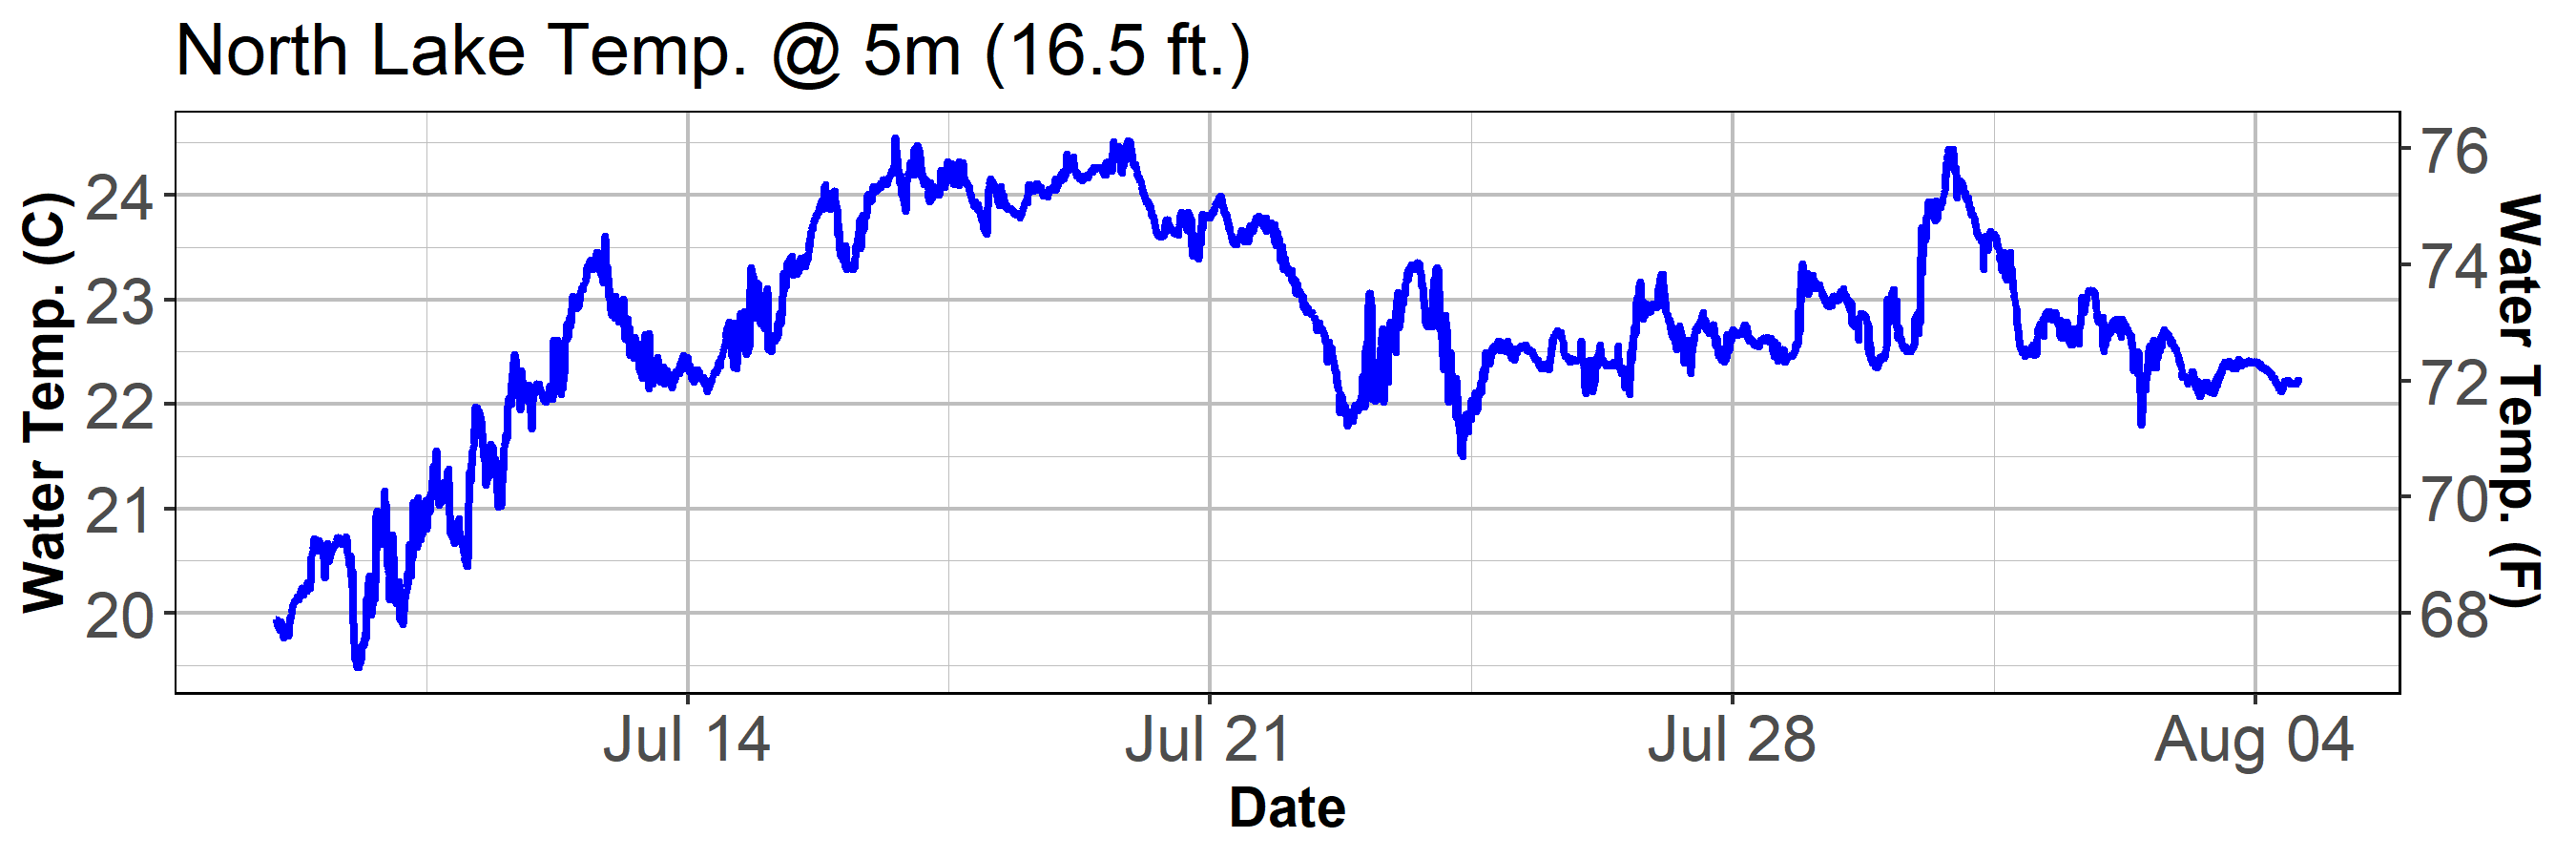 North Lake Temp. @ 5m (16.5 ft.)
Water Temp. (C)
24
23
22
21
20
76
74
72
70
68
Water Temp. (F)
Jul 14 Jul 21 Jul 28 Aug 04
Date